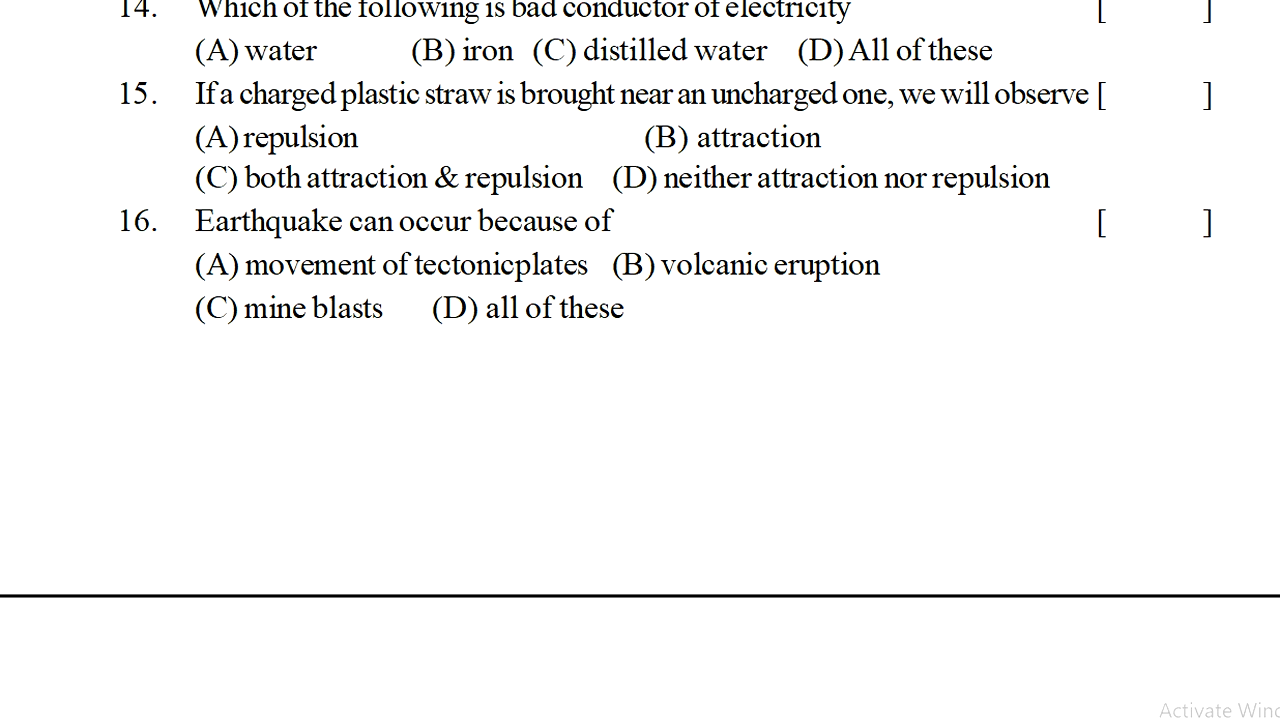 14. Which of the following is bad conductor of electricity [ ]
(A) water (B) iron (C) distilled water (D) All of these
15. If a charged plastic straw is brought near an uncharged one, we will observe [ ]
(A) repulsion (B) attraction
(C) both attraction & repulsion (D) neither attraction nor repulsion
16. Earthquake can occur because of [ ]
(A) movement of tectonicplates (B) volcanic eruption
(C) mine blasts (D) all of these
Activate Wind